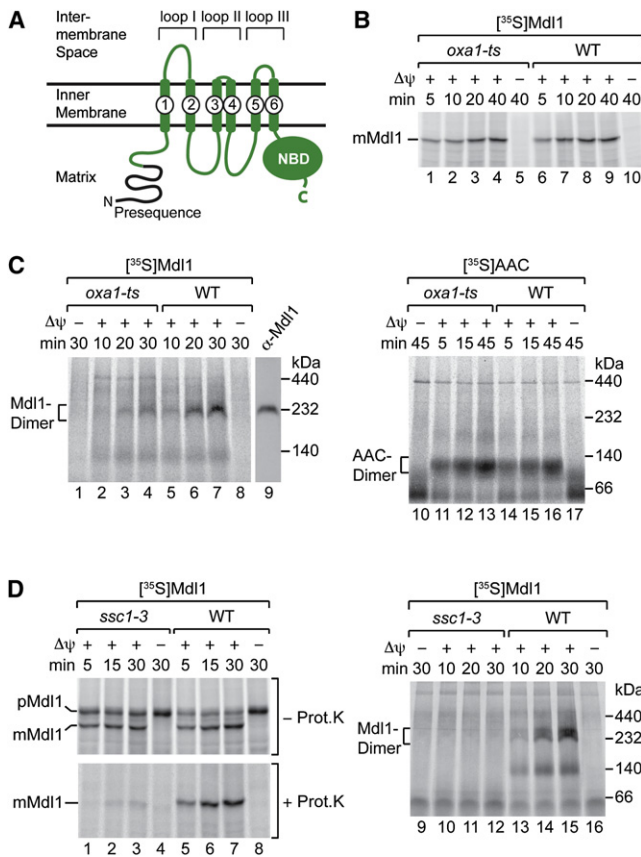 A
Inter-
membrane
Space
loop I loop II loop III
Inner
Membrane
1 2 3 4 5 6
NBD
Matrix
N
Presequence
C
B
[³⁵S]Mdl1
oxa1-ts WT
Δψ + + + + − + + + + −
min 5 10 20 40 40 5 10 20 40 40
mMdl1
1 2 3 4 5 6 7 8 9 10
C
[³⁵S]Mdl1
oxa1-ts WT
Δψ − + + + + + + −
min 30 10 20 30 10 20 30 30
α-Mdl1
kDa
440
Mdl1-
Dimer
232
140
1 2 3 4 5 6 7 8 9
[³⁵S]AAC
oxa1-ts WT
Δψ − + + + + + + −
min 45 5 15 45 5 15 45 45
kDa
440
232
AAC-
Dimer
140
66
10 11 12 13 14 15 16 17
D
[³⁵S]Mdl1
ssc1-3 WT
Δψ + + + − + + + −
min 5 15 30 30 5 15 30 30
pMdl1
mMdl1
− Prot.K
mMdl1
+ Prot.K
1 2 3 4 5 6 7 8
[³⁵S]Mdl1
ssc1-3 WT
Δψ − + + + + + + −
min 30 10 20 30 10 20 30 30
kDa
440
Mdl1-
Dimer
232
140
66
9 10 11 12 13 14 15 16